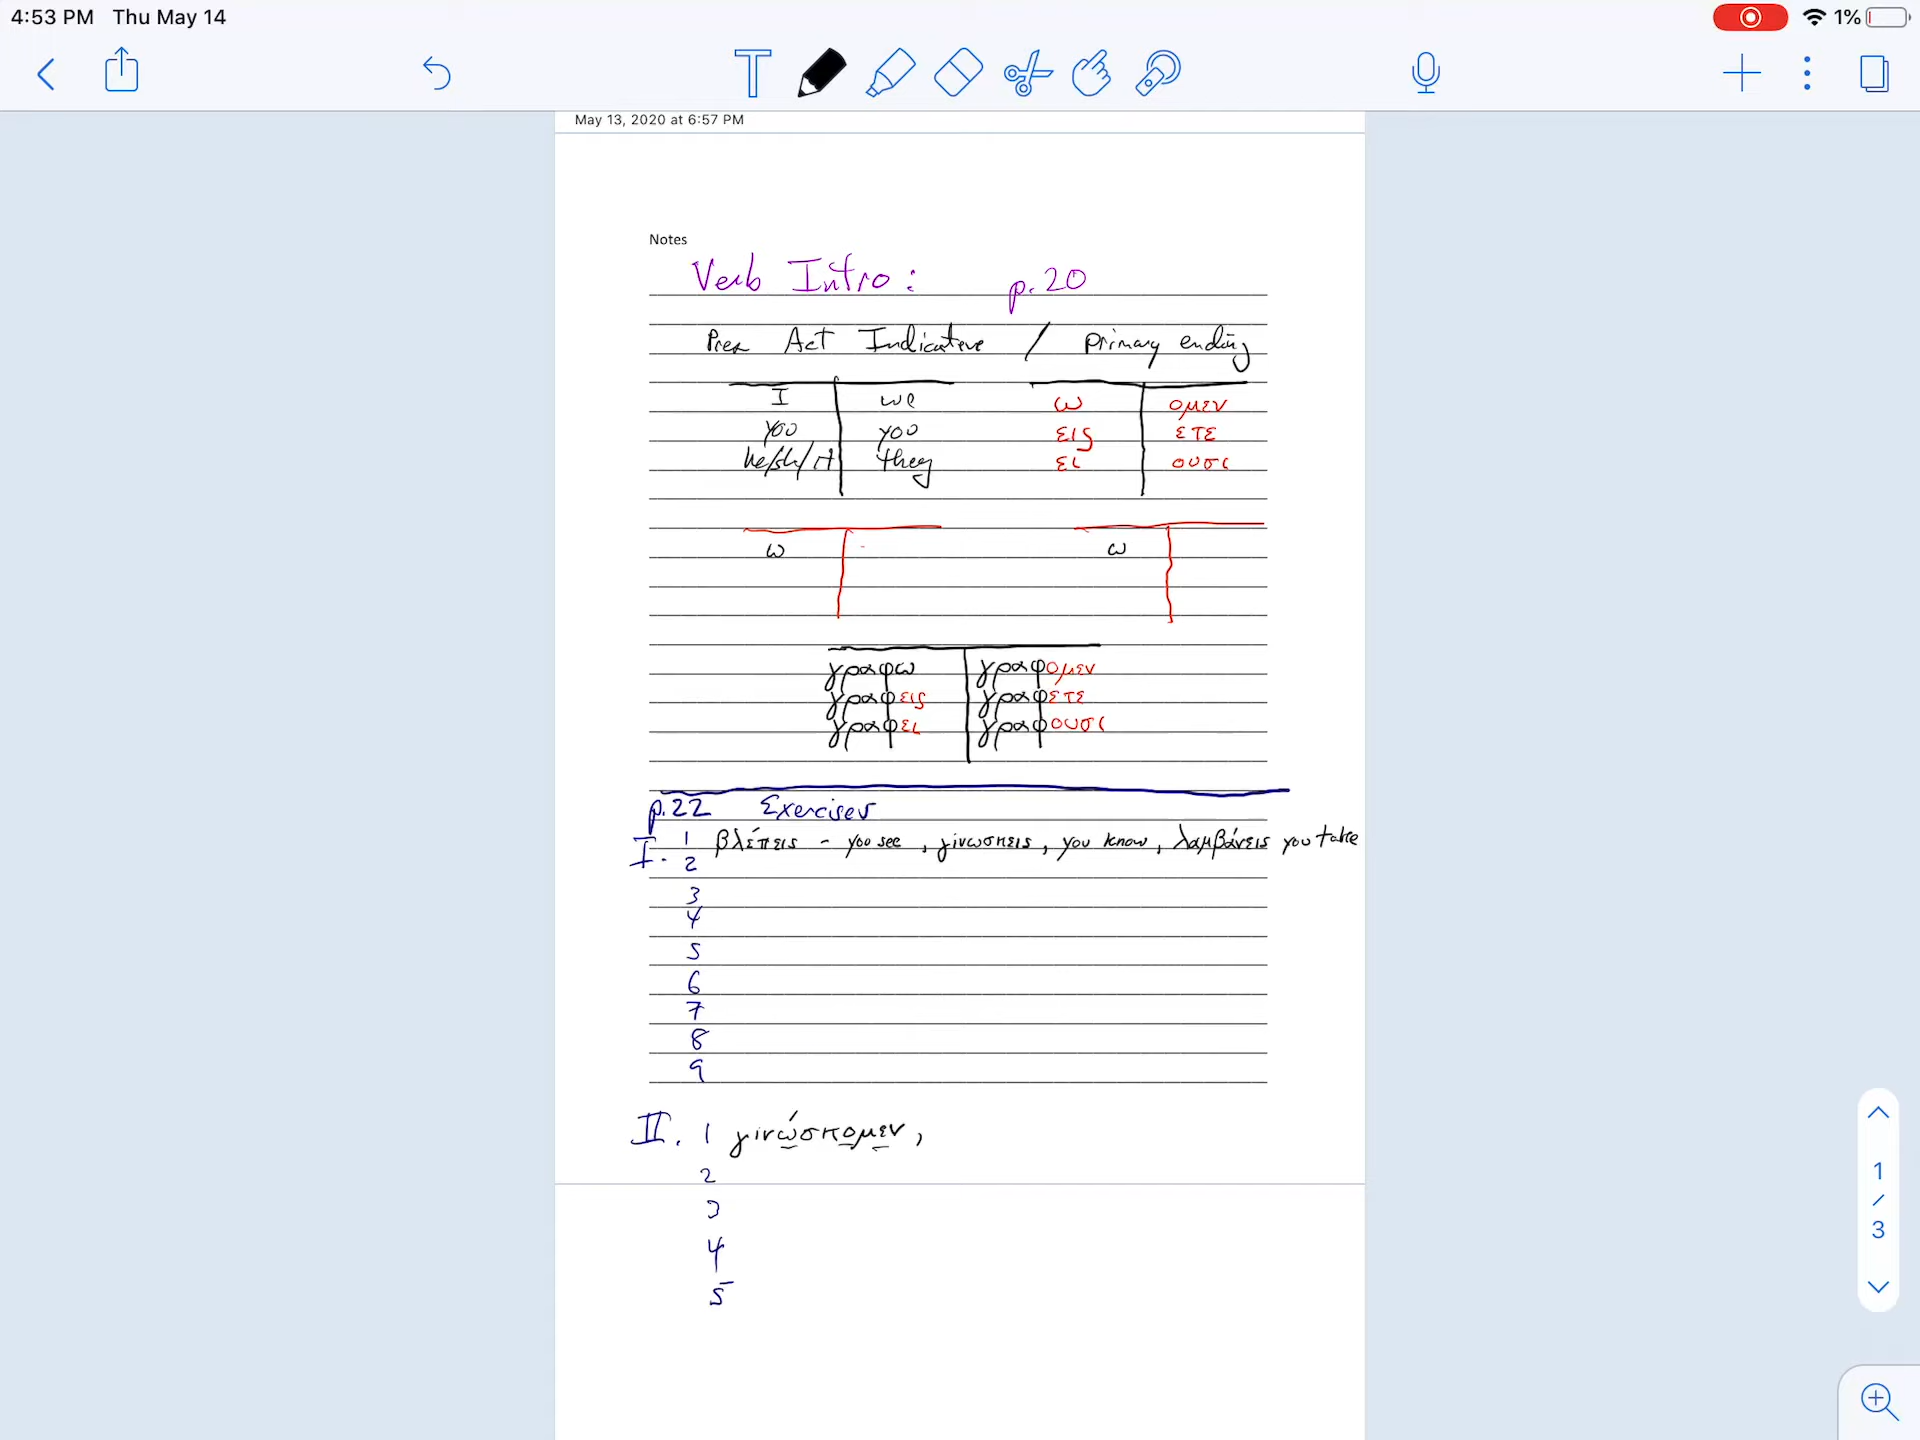 4:53 PM Thu May 14 1%
T
May 13, 2020 at 6:57 PM
Notes
Verb Intro: p.20
Pres Act Indicative / primary ending
I we ω ομεν
you you εις ετε
he/sh/it they ει ουσι
ω ω
γραφω γραφομεν
γραφεις γραφετε
γραφει γραφουσι
p.22 Exercises
I. 1 βλέπεις - you see, γίνωσκεις, you know, λαμβάνεις you take
2
3
4
5
6
7
8
9
II. 1 γινώσκομεν,
2
3
4
5
1
/
3